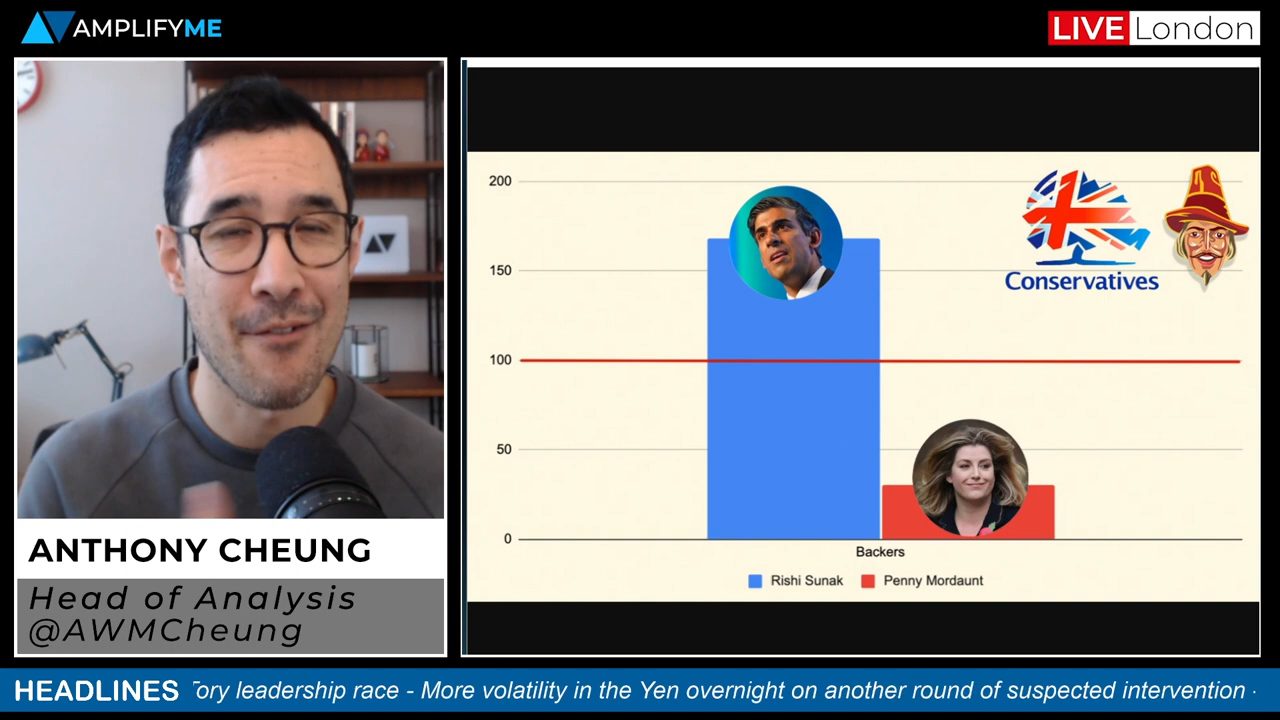 AMPLIFYME
LIVE London
200
150
100
50
0
Conservatives
Backers
Rishi Sunak
Penny Mordaunt
ANTHONY CHEUNG
Head of Analysis
@AWMCheung
HEADLINES
ory leadership race - More volatility in the Yen overnight on another round of suspected intervention -